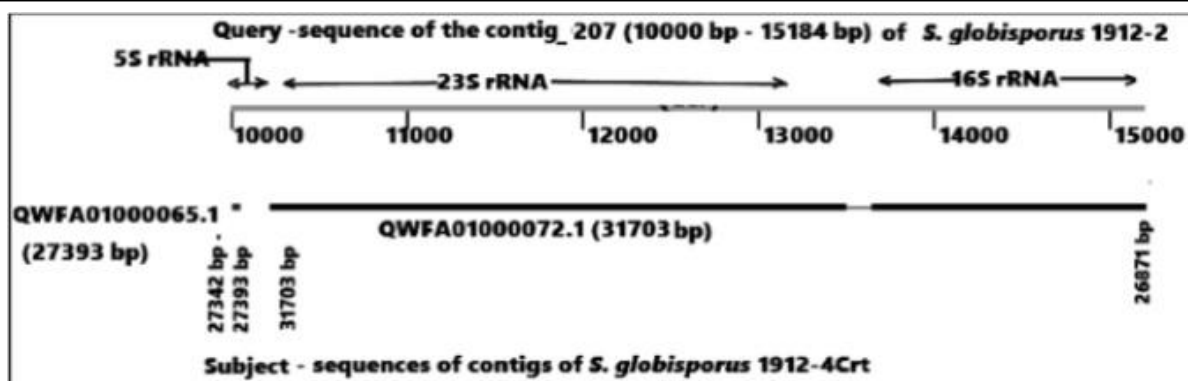 Query -sequence of the contig_ 207 (10000 bp - 15184 bp) of S. globisporus 1912-2
5S rRNA
23S rRNA
16S rRNA
10000 11000 12000 13000 14000 15000
QWFA01000065.1
(27393 bp)
QWFA01000072.1 (31703 bp)
27342 bp
27393 bp
31703 bp
26871 bp
Subject - sequences of contigs of S. globisporus 1912-4Crt